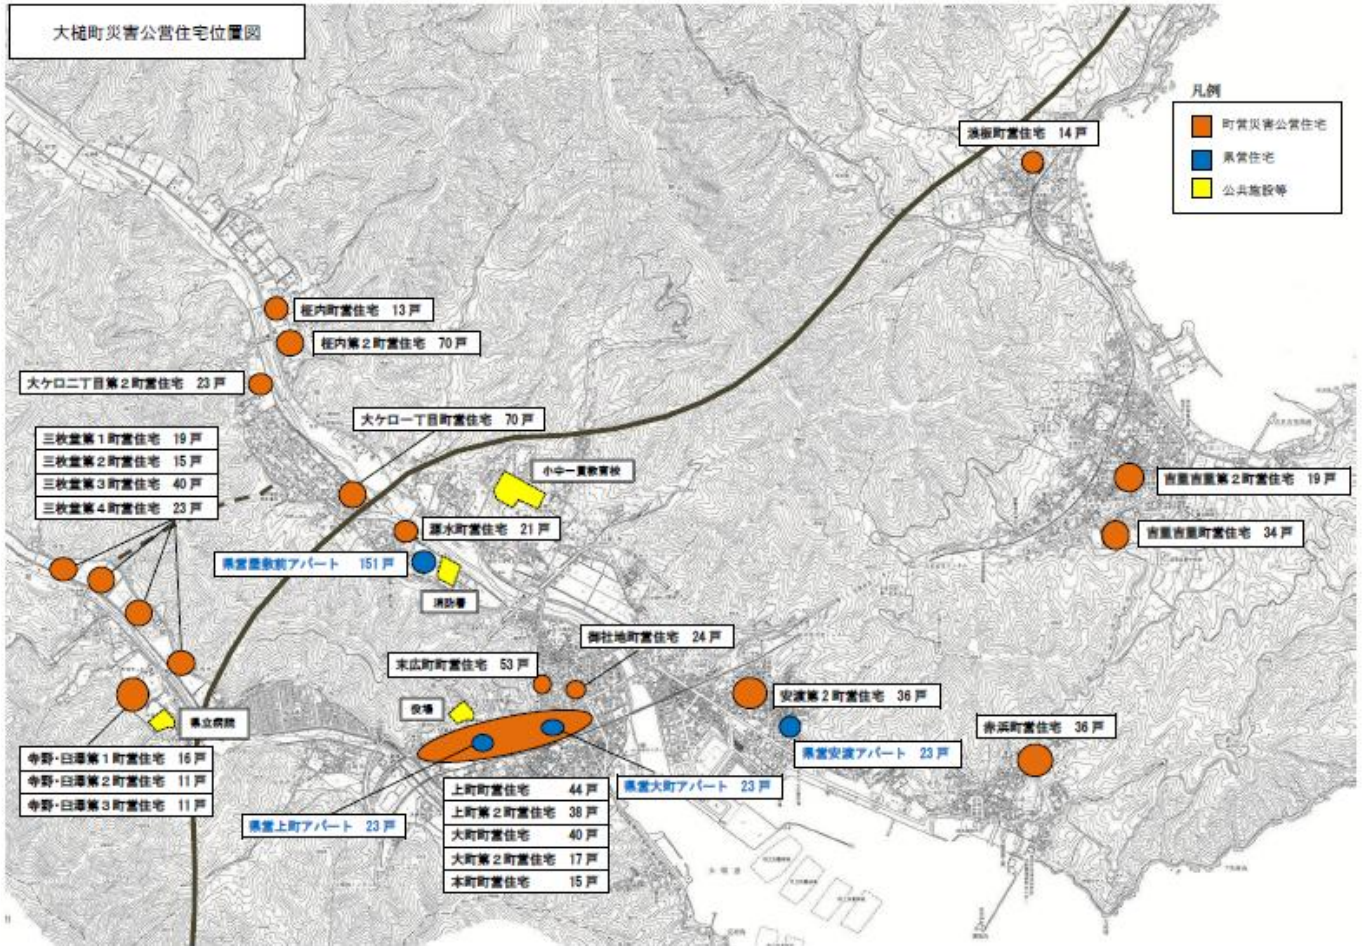 大槌町災害公営住宅位置図
凡例
町営災害公営住宅
県営住宅
公共施設等
浪板町営住宅 14戸
柾内町営住宅 13戸
柾内第2町営住宅 70戸
大ケ口二丁目第2町営住宅 23戸
大ケ口一丁目町営住宅 70戸
三枚堂第1町営住宅 19戸
三枚堂第2町営住宅 15戸
三枚堂第3町営住宅 40戸
三枚堂第4町営住宅 23戸
小中一貫教育校
吉里吉里第2町営住宅 19戸
源水町営住宅 21戸
吉里吉里町営住宅 34戸
県営屋敷前アパート 151戸
消防署
御社地町営住宅 24戸
末広町町営住宅 53戸
安渡第2町営住宅 36戸
役場
県立病院
赤浜町営住宅 36戸
県営安渡アパート 23戸
寺野・臼澤第1町営住宅 16戸
寺野・臼澤第2町営住宅 11戸
寺野・臼澤第3町営住宅 11戸
県営大町アパート 23戸
上町町営住宅 44戸
上町第2町営住宅 38戸
大町町営住宅 40戸
大町第2町営住宅 17戸
本町町営住宅 15戸
県営上町アパート 23戸